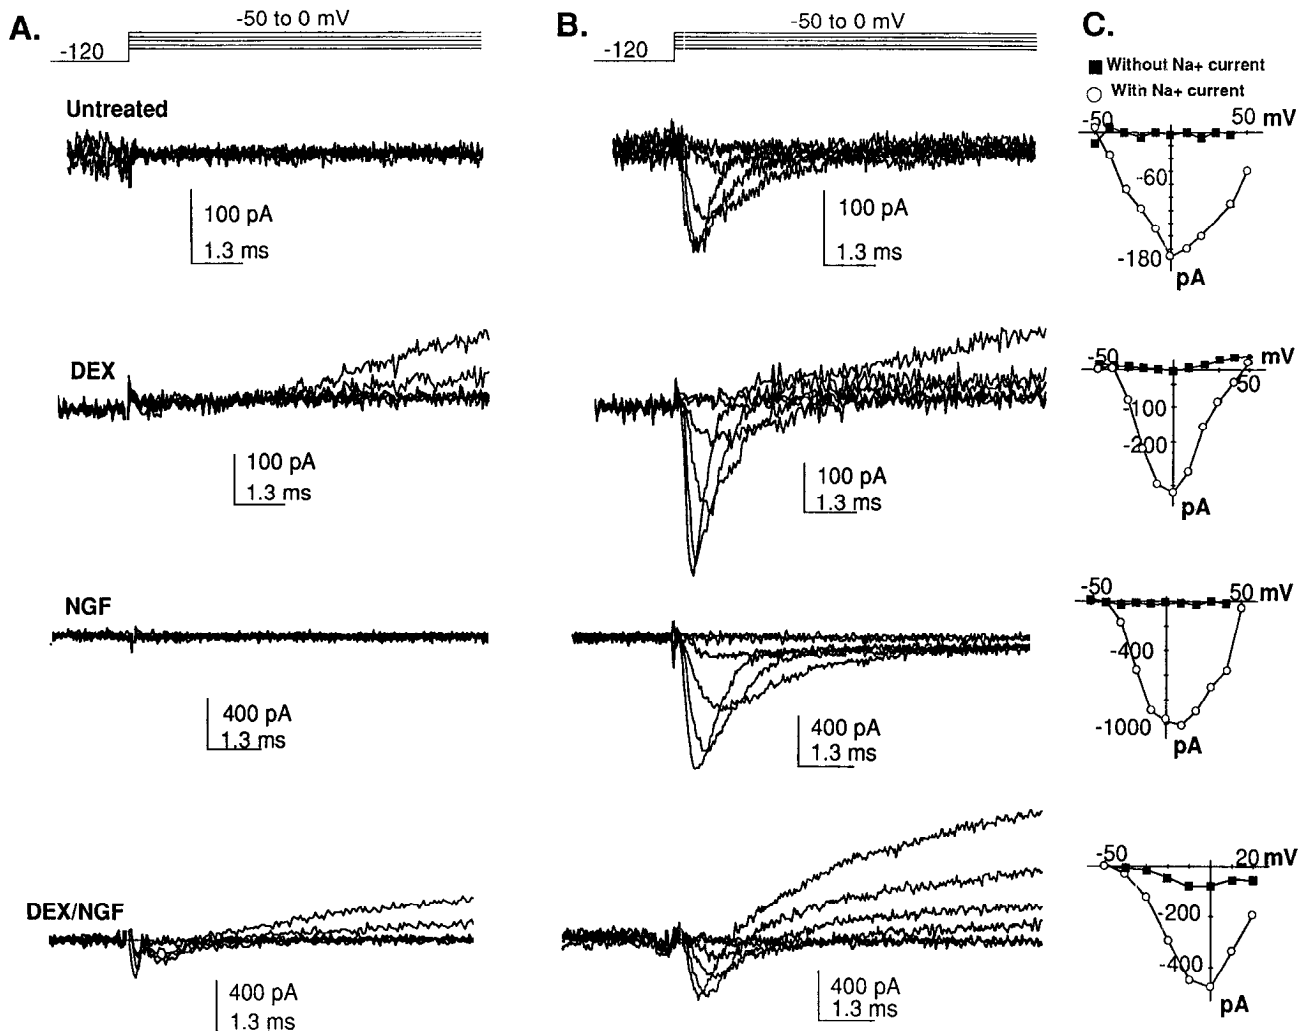 A.
-50 to 0 mV
-120
B.
-50 to 0 mV
-120
C.
Without Na+ current
With Na+ current
Untreated
100 pA
1.3 ms
100 pA
1.3 ms
-50
50 mV
-60
-180
pA
DEX
100 pA
1.3 ms
100 pA
1.3 ms
-50
mV
50
-100
-200
pA
NGF
400 pA
1.3 ms
400 pA
1.3 ms
-50
50 mV
-400
-1000
pA
DEX/NGF
400 pA
1.3 ms
400 pA
1.3 ms
-50
20 mV
-200
-400
pA